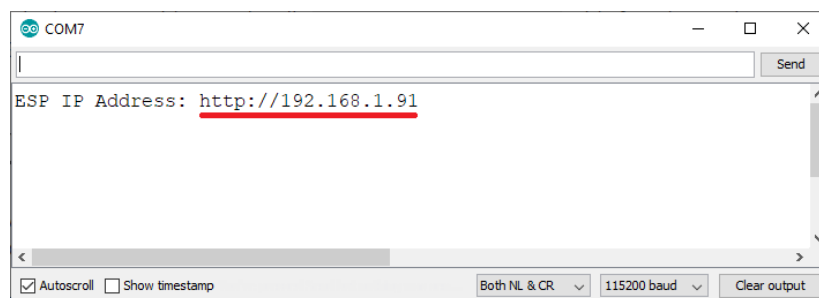 COM7
Send
ESP IP Address: http://192.168.1.91
Autoscroll Show timestamp Both NL & CR 115200 baud Clear output